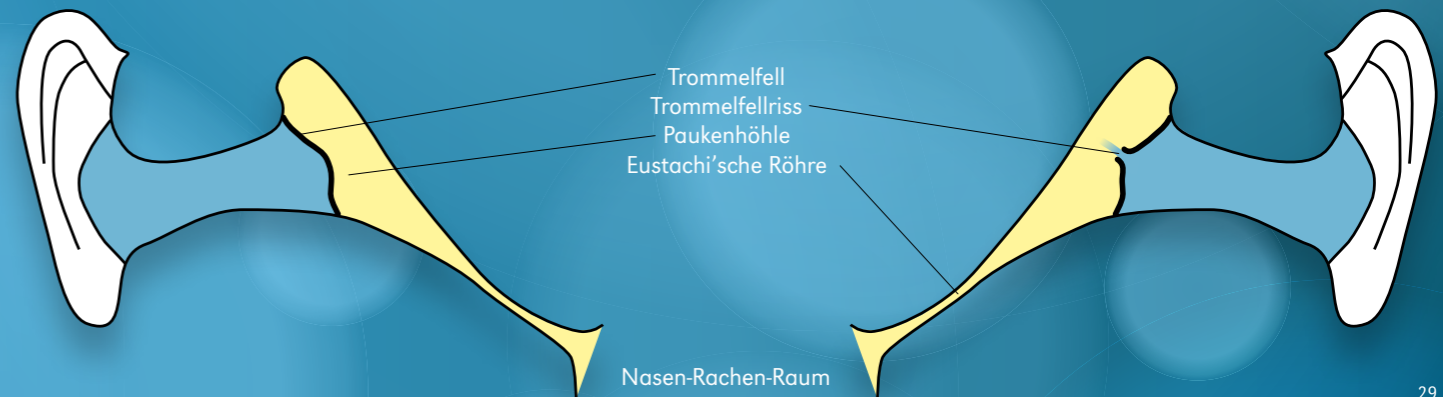 Trommelfell
Trommelfellriss
Paukenhöhle
Eustachi’sche Röhre
Nasen-Rachen-Raum
29